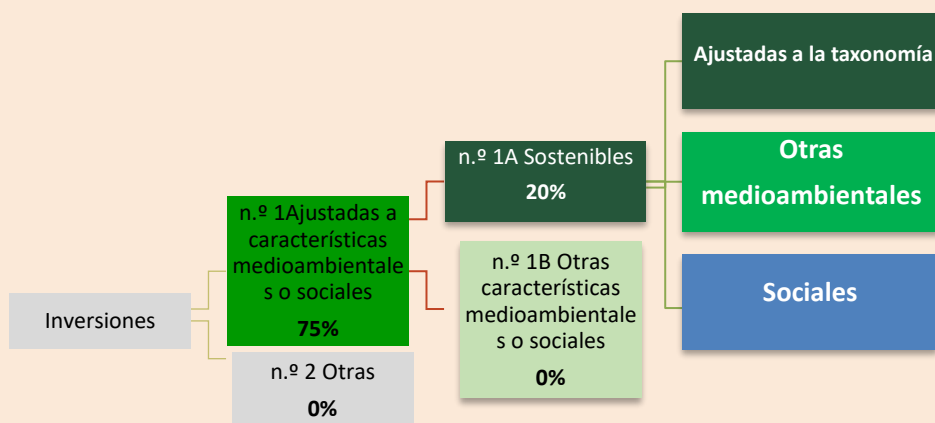 Inversiones
n.º 1Ajustadas a
características
medioambientale
s o sociales
75%
n.º 2 Otras
0%
n.º 1A Sostenibles
20%
n.º 1B Otras
características
medioambientale
s o sociales
0%
Ajustadas a la taxonomía
Otras
medioambientales
Sociales